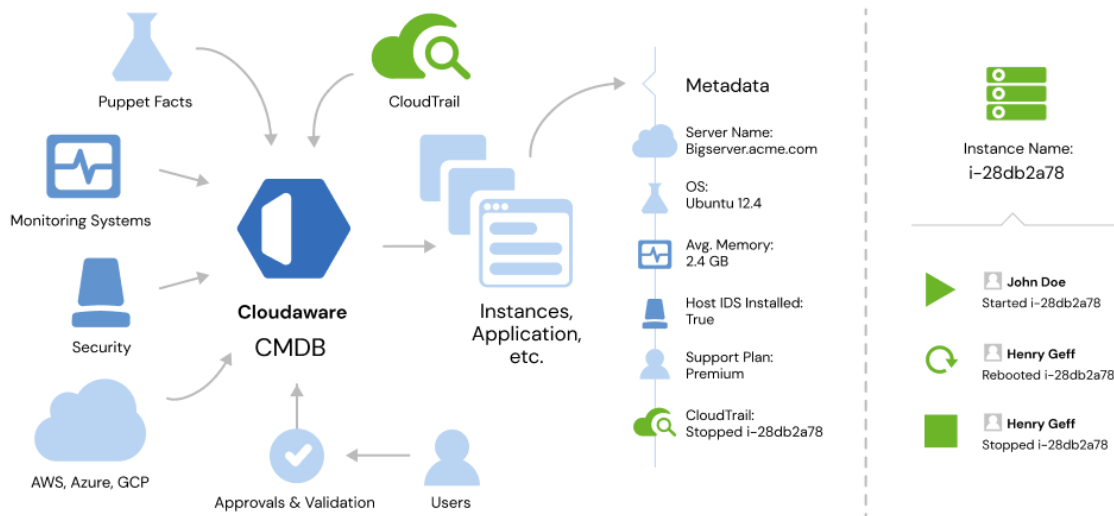 Puppet Facts
CloudTrail
Monitoring Systems
Security
AWS, Azure, GCP
Cloudaware
CMDB
Approvals & Validation
Users
Instances,
Application,
etc.
Metadata
Server Name:
Bigserver.acme.com
OS:
Ubuntu 12.4
Avg. Memory:
2.4 GB
Host IDS Installed:
True
Support Plan:
Premium
CloudTrail:
Stopped i-28db2a78
Instance Name:
i-28db2a78
John Doe
Started i-28db2a78
Henry Geff
Rebooted i-28db2a78
Henry Geff
Stopped i-28db2a78